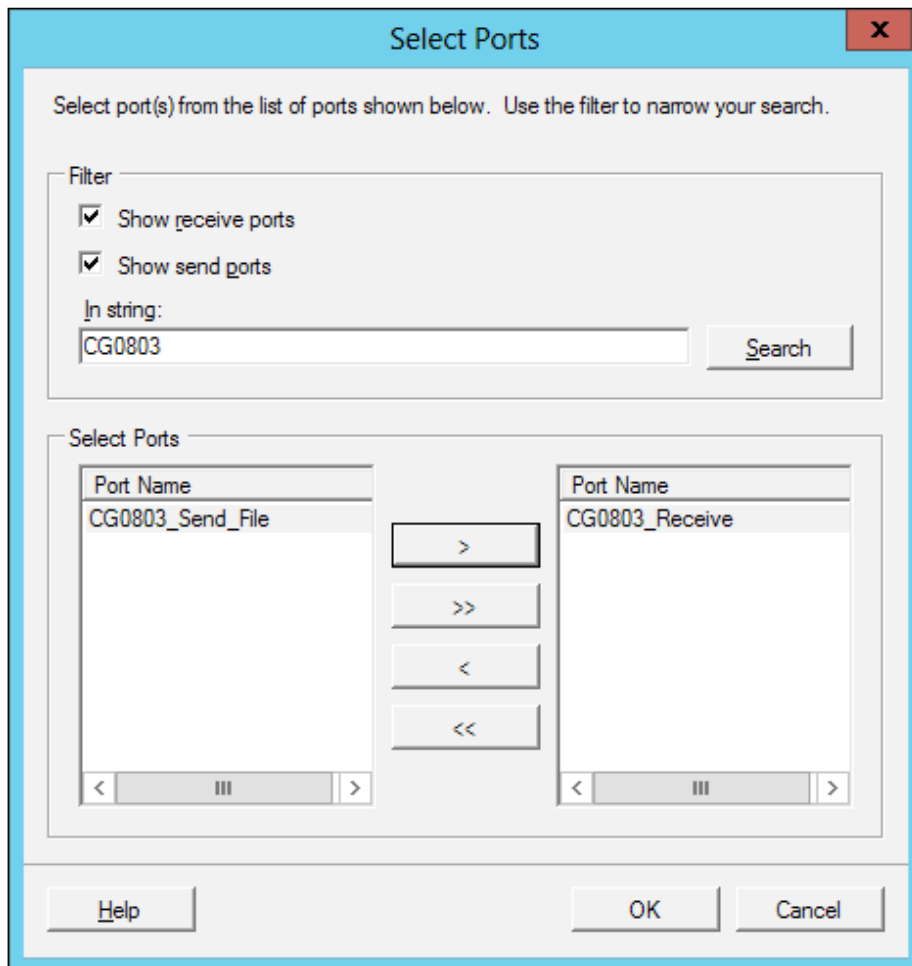 Select Ports
x
Select port(s) from the list of ports shown below. Use the filter to narrow your search.
Filter
Show receive ports
Show send ports
In string:
CG0803
Search
Select Ports
Port Name
CG0803_Send_File
>
>>
<
<<
Port Name
CG0803_Receive
Help
OK
Cancel